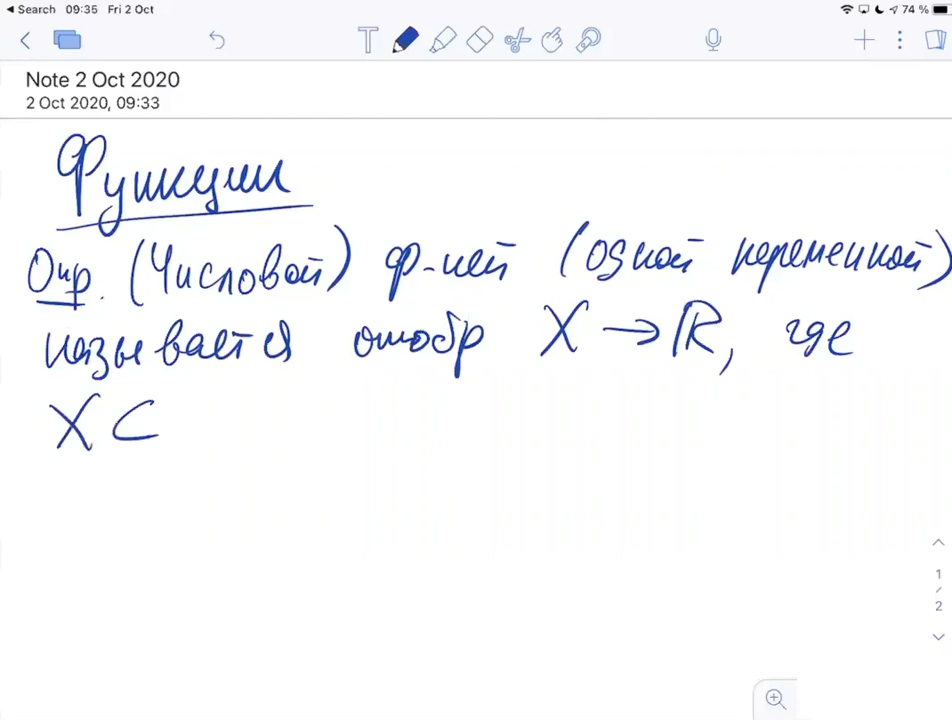 Search 09:35 Fri 2 Oct 74 %
Note 2 Oct 2020
2 Oct 2020, 09:33
Функции
Опр. (Числовой) ф-ией (одной переменной)
называется отобр X → ℝ, где
X ⊂
1
/
2